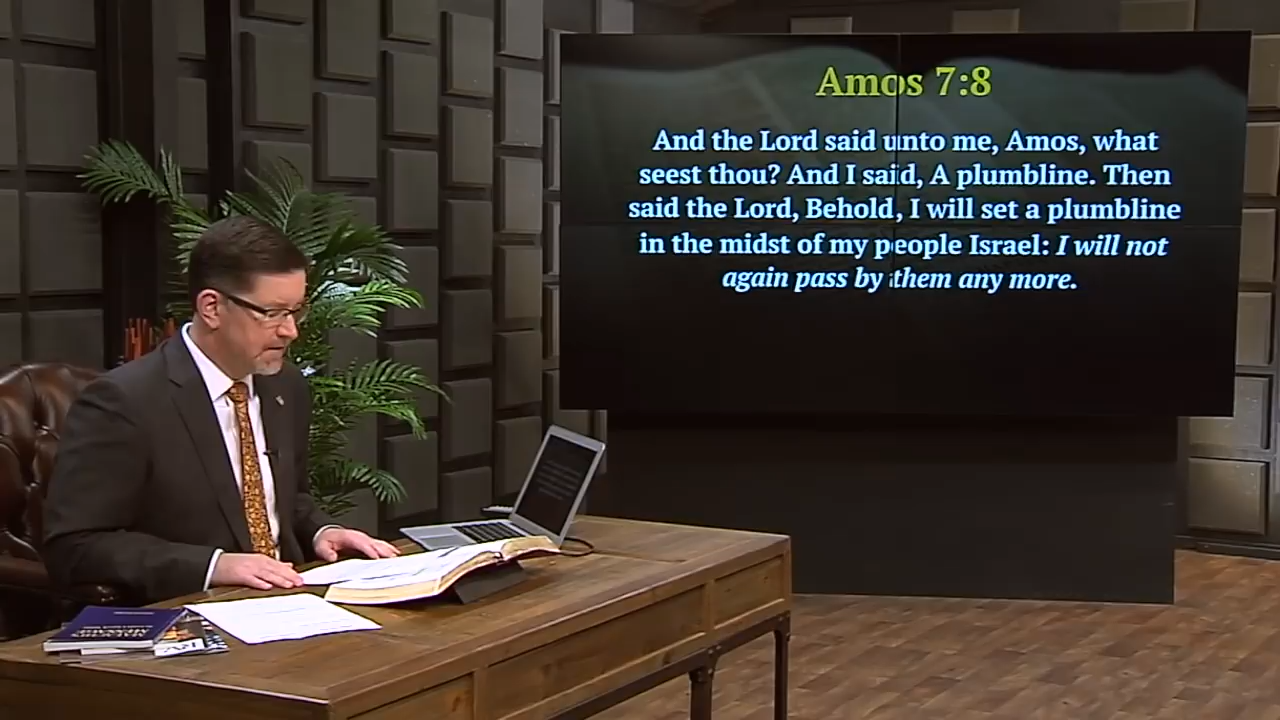 Amos 7:8
And the Lord said unto me, Amos, what
seest thou? And I said, A plumbline. Then
said the Lord, Behold, I will set a plumbline
in the midst of my people Israel: I will not
again pass by them any more.